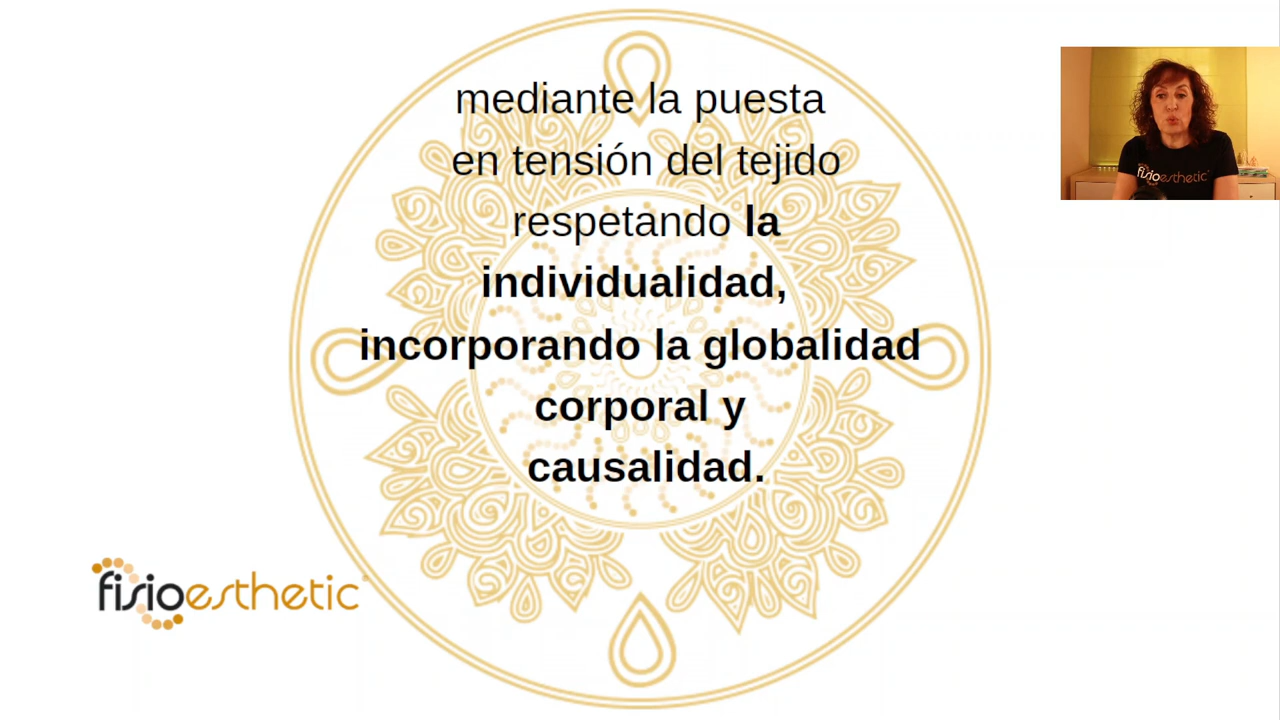 mediante la puesta
en tensión del tejido
respetando la
individualidad,
incorporando la globalidad
corporal y
causalidad.
fisioesthetic
fisioesthetic